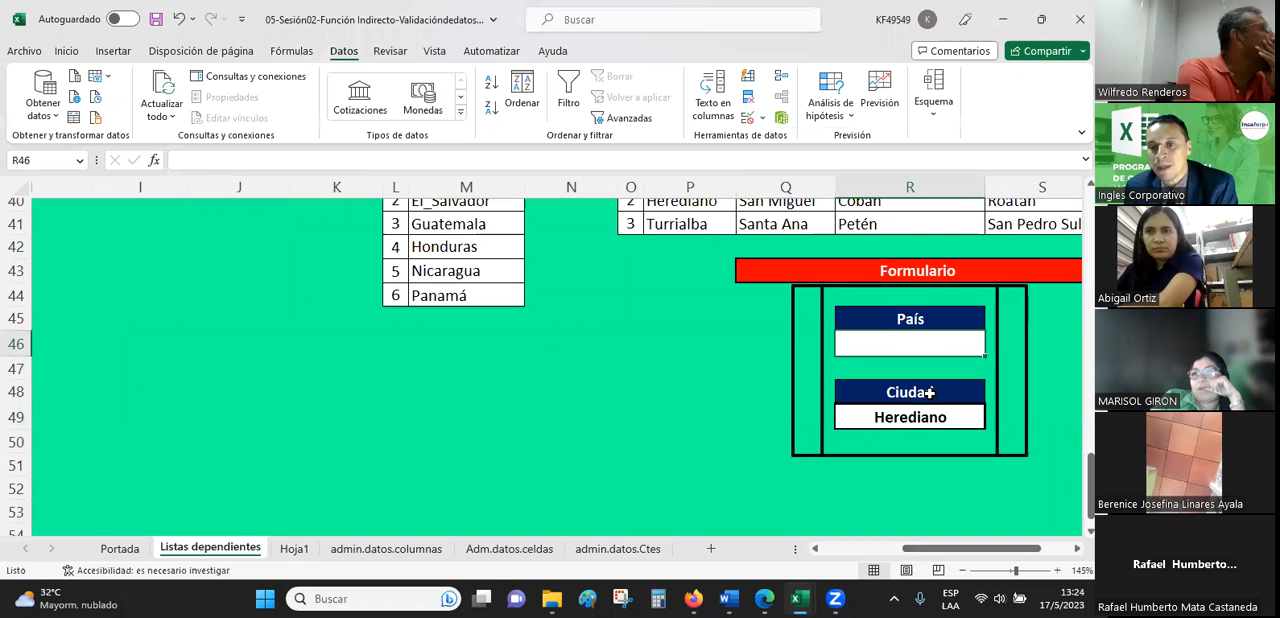 Autoguardado
05-Sesión02-Función Indirecto-Validacióndedatos...
Buscar
KF49549
K
Archivo Inicio Insertar Disposición de página Fórmulas Datos Revisar Vista Automatizar Ayuda
Comentarios
Compartir
Obtener datos
Actualizar todo
Consultas y conexiones
Propiedades
Editar vínculos
Cotizaciones
Monedas
Ordenar
Filtro
Borrar
Volver a aplicar
Avanzadas
Texto en columnas
Análisis de hipótesis
Previsión
Esquema
Obtener y transformar datos
Consultas y conexiones
Tipos de datos
Ordenar y filtrar
Herramientas de datos
Previsión
R46
fx
I J K L M N O P Q R S
40 2 El_Salvador 2 Herediano San Miguel Cobán Roatán
41 3 Guatemala 3 Turrialba Santa Ana Petén San Pedro Sul
42 4 Honduras
43 5 Nicaragua Formulario
44 6 Panamá
45 País
46
47
48 Ciuda
49 Herediano
50
51
52
53
54
Portada Listas dependientes Hoja1 admin.datos.columnas Adm.datos.celdas admin.datos.Ctes
Listo
Accesibilidad: es necesario investigar
145%
32°C
Mayorm. nublado
Buscar
ESP
LAA
13:24
17/5/2023
Wilfredo Renderos
Insaforp
Ingles Corporativo
Abigail Ortiz
MARISOL GIRON
Berenice Josefina Linares Ayala
Rafael Humberto...
Rafael Humberto Mata Castaneda